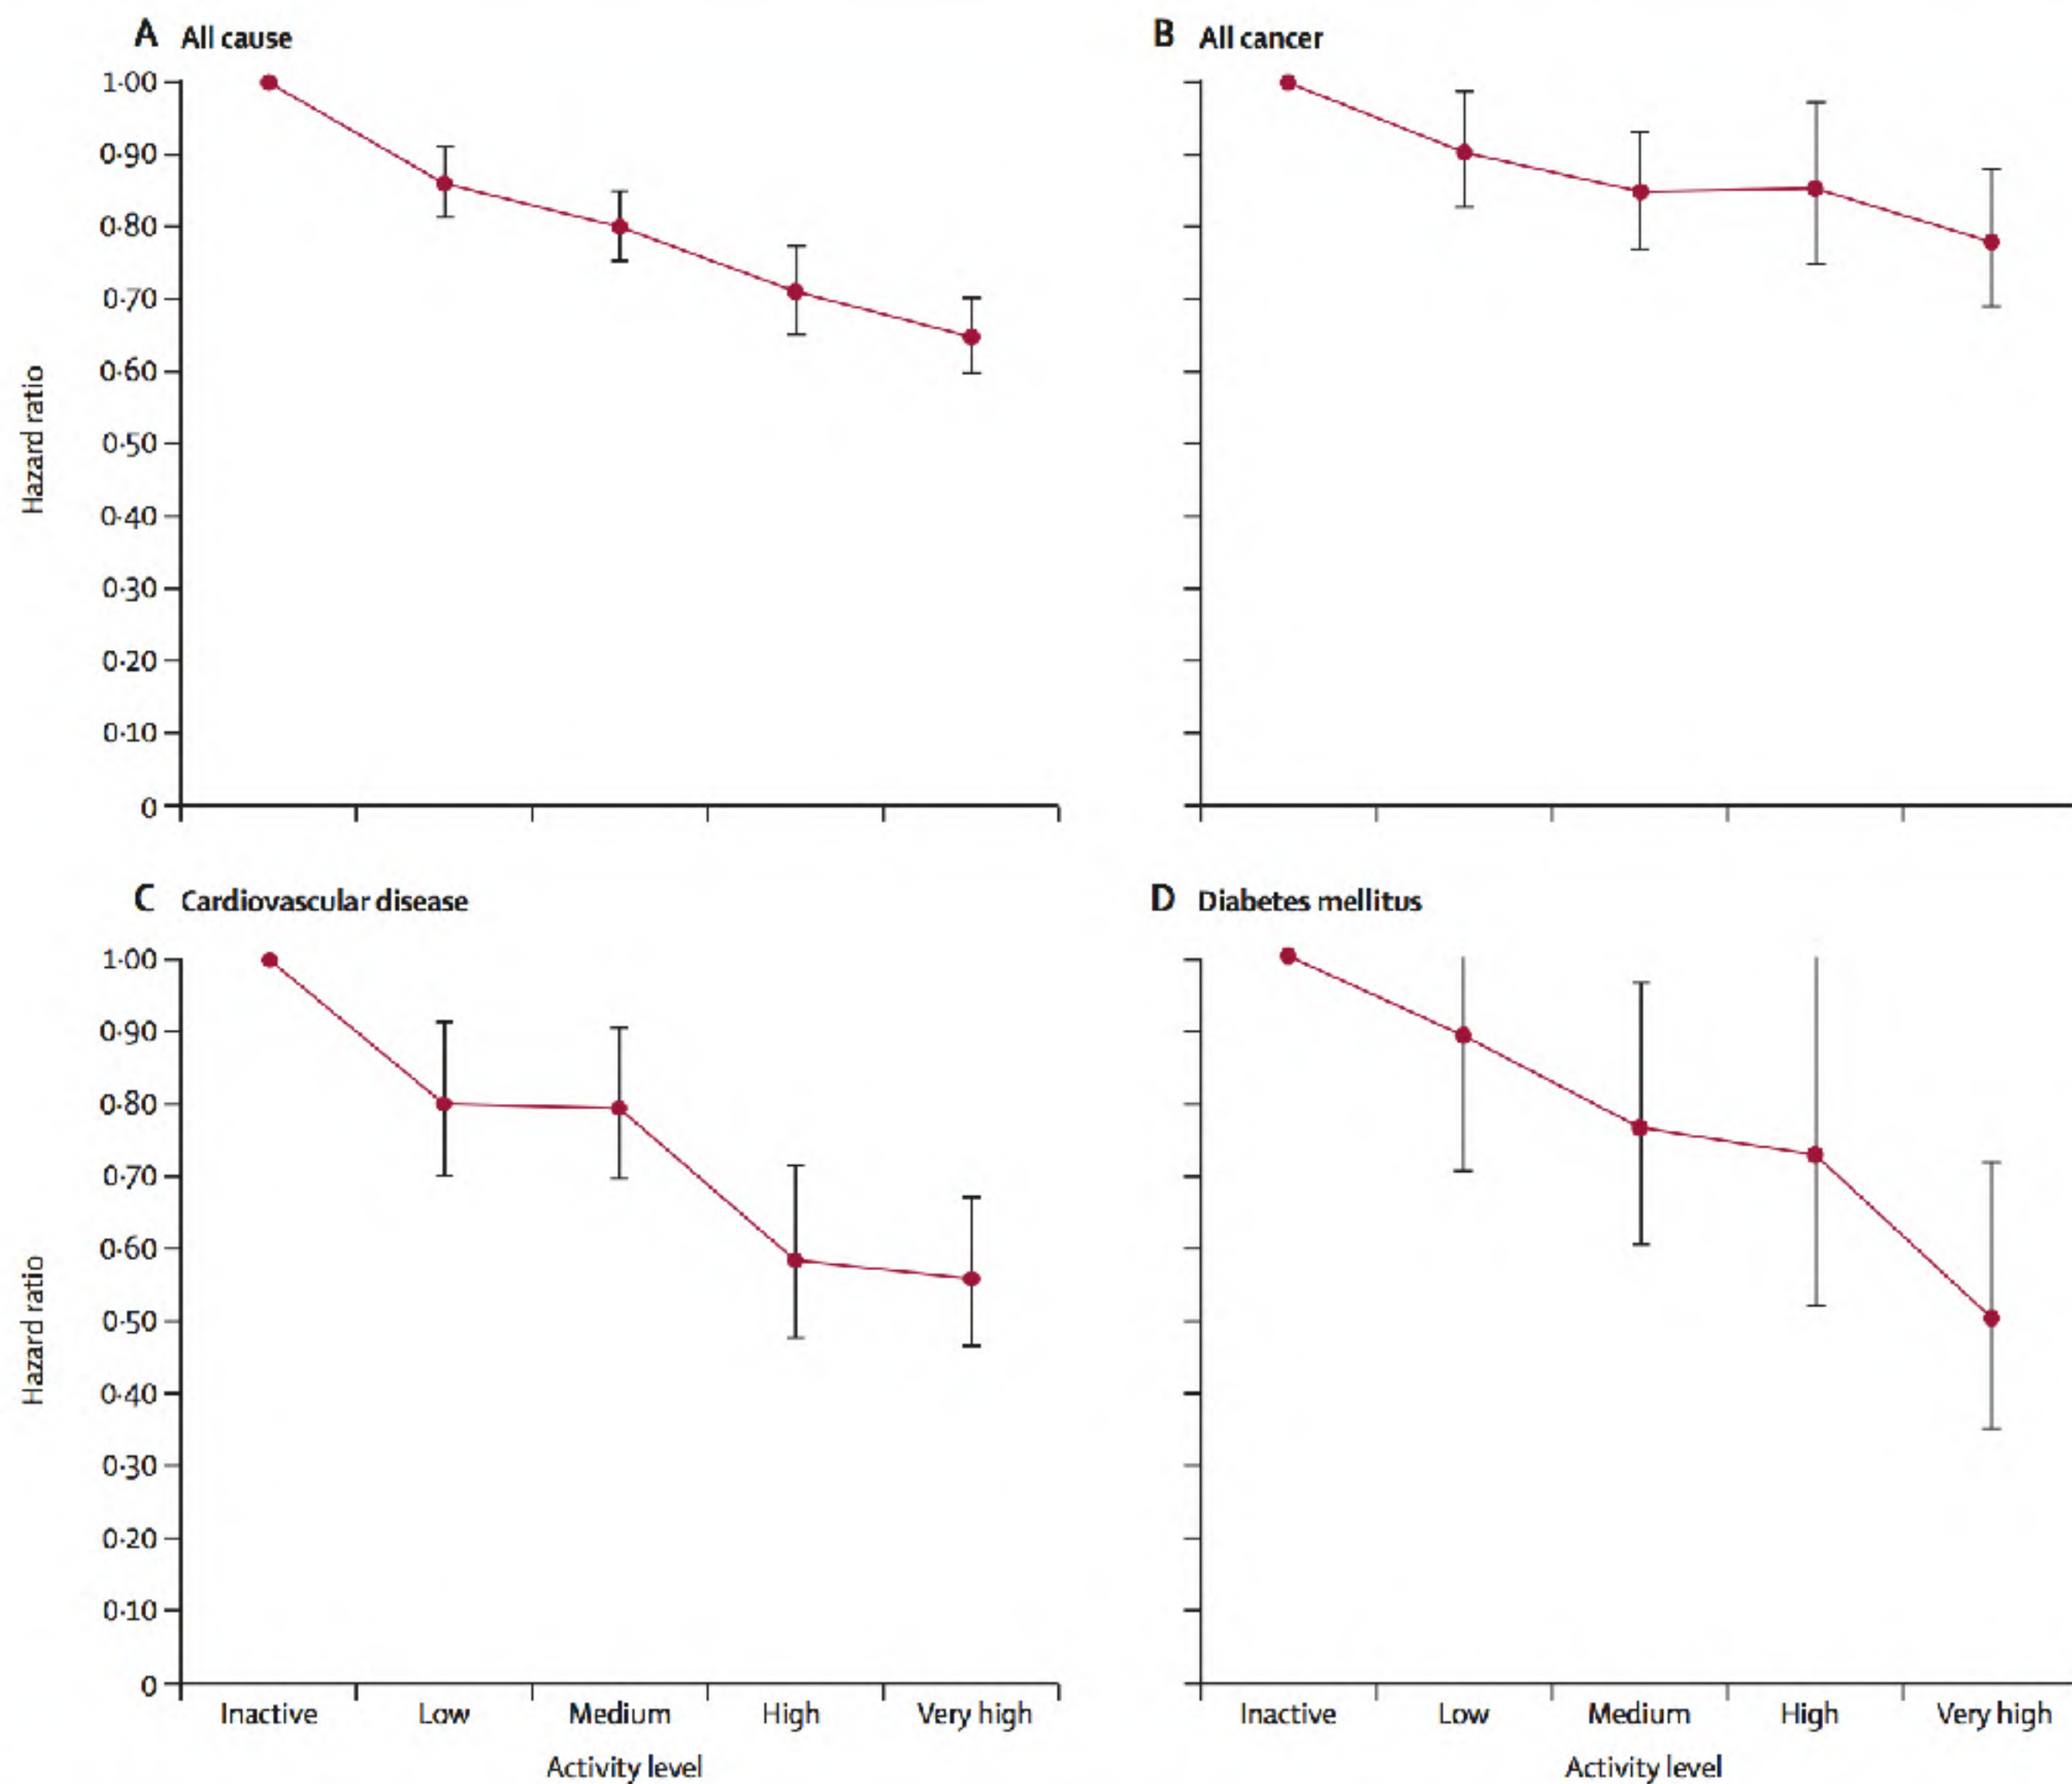 A All cause
B All cancer
1·00
0·90
0·80
0·70
0·60
0·50
0·40
0·30
0·20
0·10
0
Hazard ratio
C Cardiovascular disease
D Diabetes mellitus
1·00
0·90
0·80
0·70
0·60
0·50
0·40
0·30
0·20
0·10
0
Hazard ratio
Inactive Low Medium High Very high
Activity level
Inactive Low Medium High Very high
Activity level